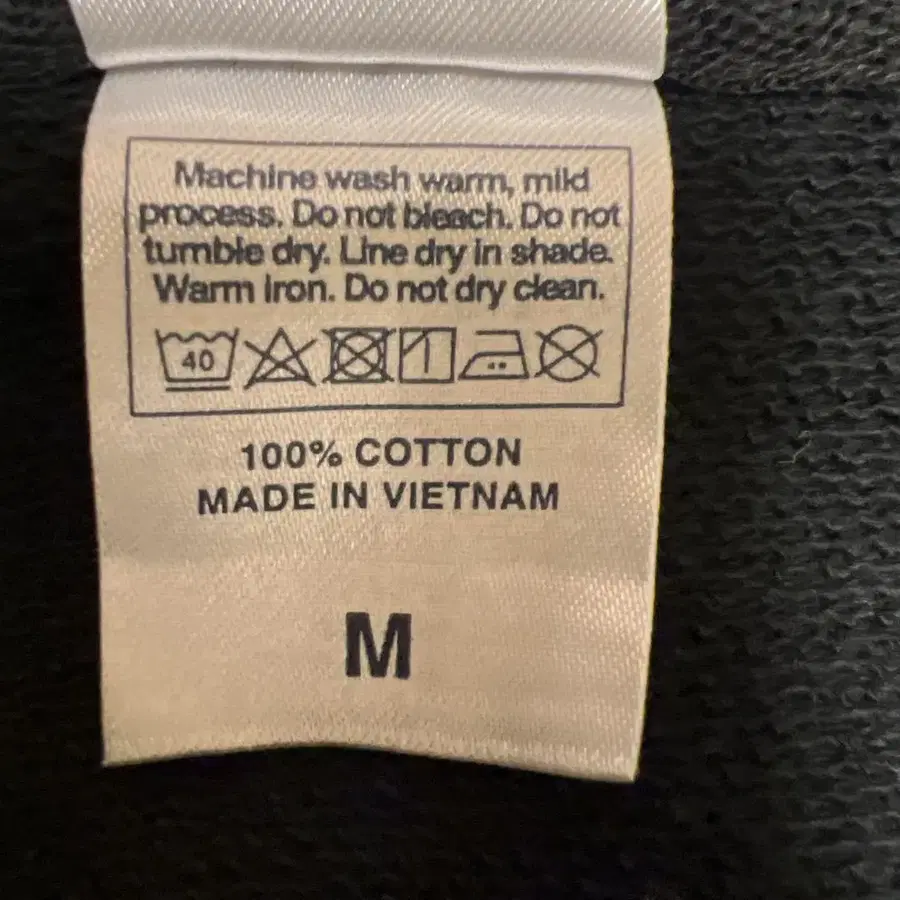 Machine wash warm, mild
process. Do not bleach. Do not
tumble dry. Line dry in shade.
Warm iron. Do not dry clean.
40
100% COTTON
MADE IN VIETNAM
M